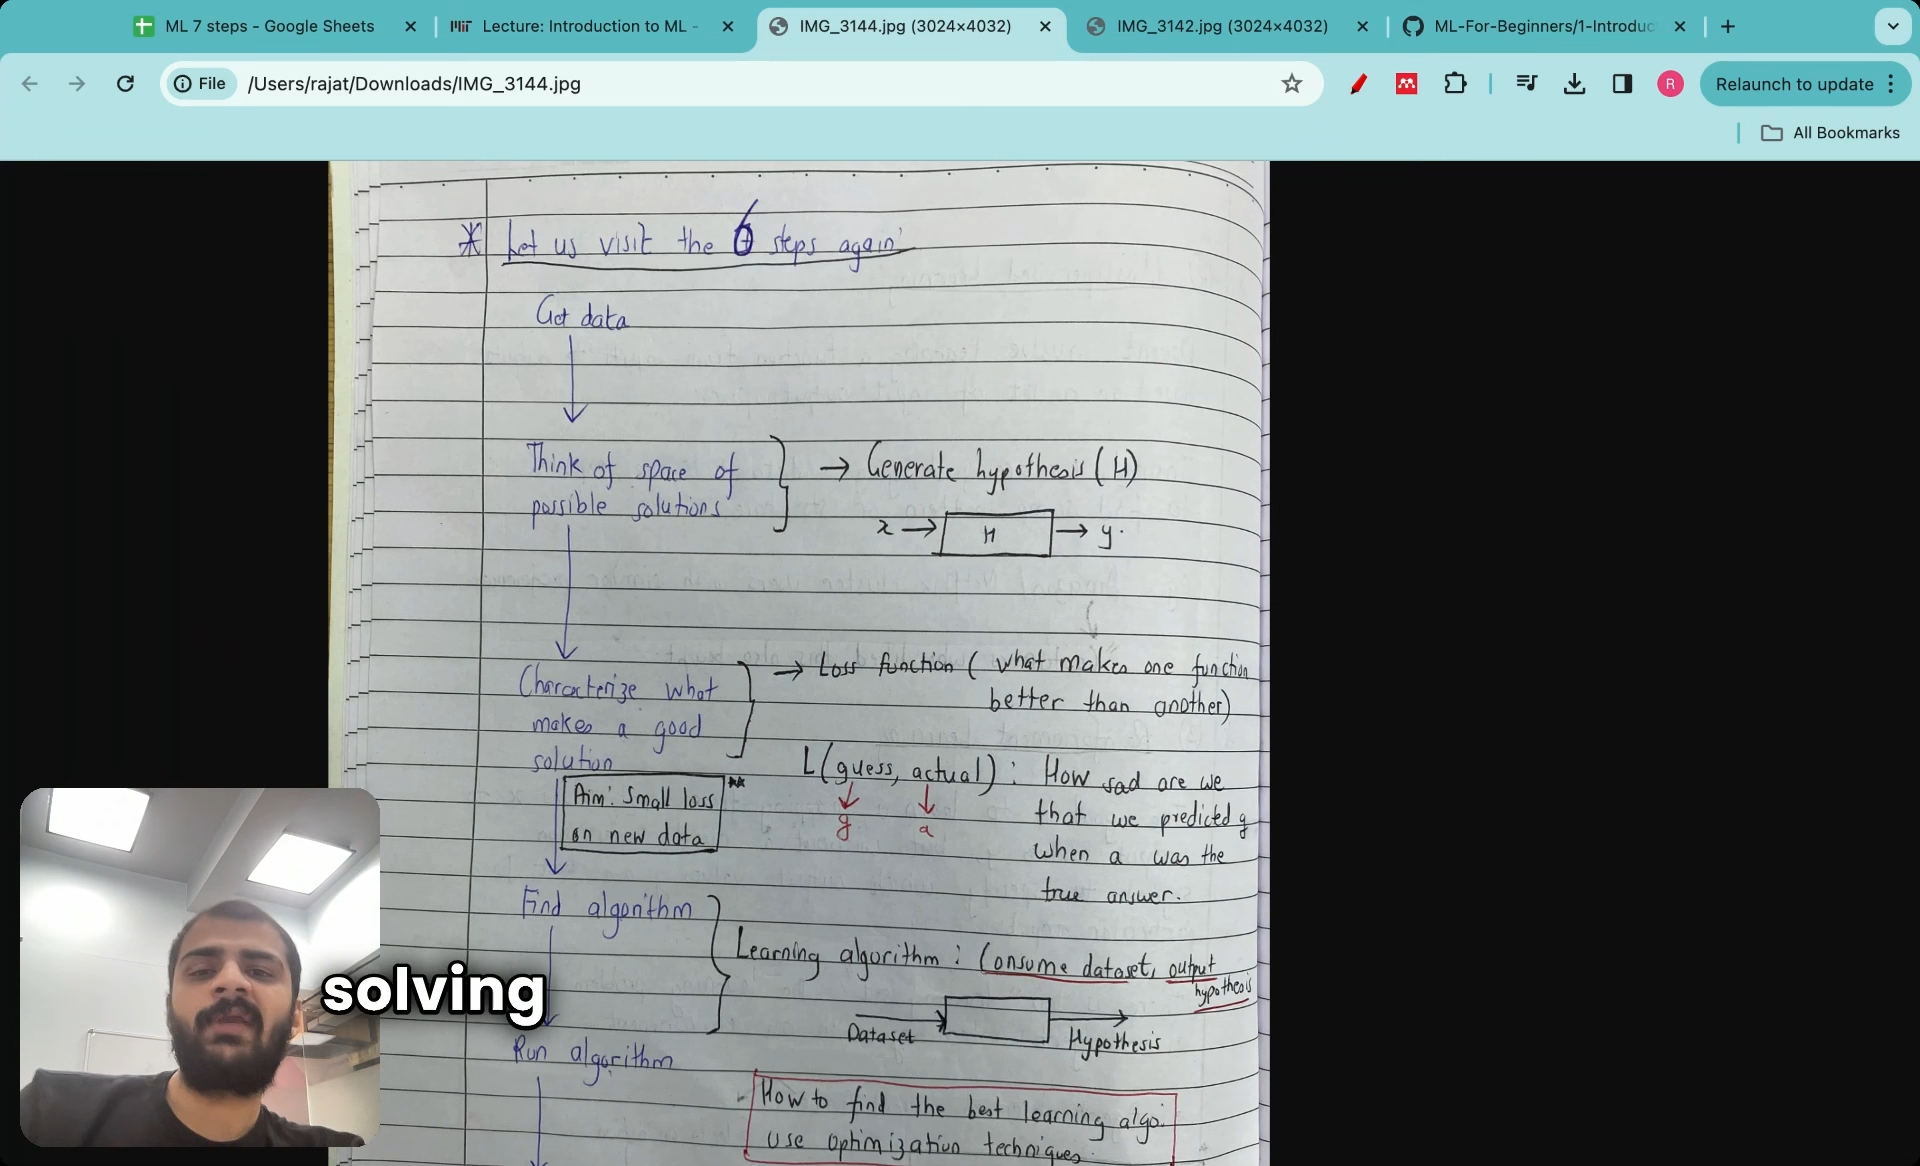 ML 7 steps - Google Sheets
Lecture: Introduction to ML -
IMG_3144.jpg (3024×4032)
IMG_3142.jpg (3024×4032)
ML-For-Beginners/1-Introduc
File
/Users/rajat/Downloads/IMG_3144.jpg
R
Relaunch to update
All Bookmarks
Let us visit the 6 steps again:
Get data
Think of space of
possible solutions
→ Generate hypothesis (H)
x → H → y.
Characterize what
makes a good
solution
→ Loss function ( what makes one function
better than another)
L(guess, actual) : How sad are we
that we predicted g
when a was the
true answer.
g
a
Aim: Small loss
on new data
Find algorithm
Learning algorithm : Consume dataset, output
hypothesis
Dataset
Hypothesis
solving
Run algorithm
How to find the best learning algo.
use optimization techniques.